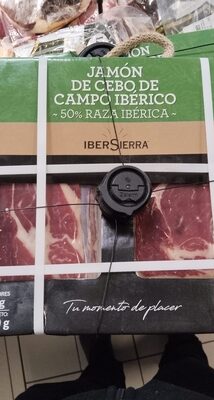 JAMÓN
DE CEBO DE
CAMPO IBÉRICO
~ 50% RAZA IBÉRICA ~
IBERSIERRA
Tu momento de placer
g
g